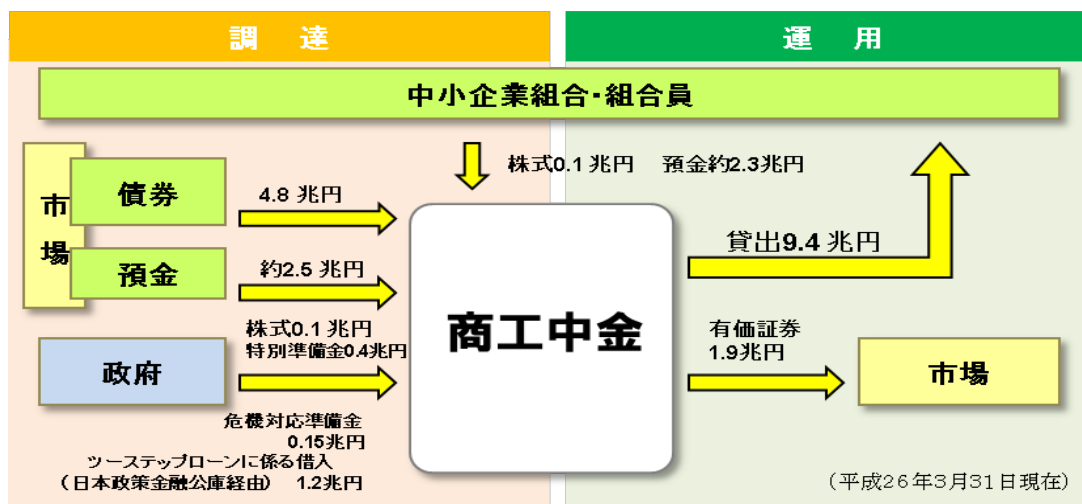 調 達
運 用
中小企業組合･組合員
株式0.1 兆円 預金約2.3兆円
市場
債券
4.8 兆円
預金
約2.5 兆円
政府
株式0.1 兆円
特別準備金0.4兆円
危機対応準備金
0.15兆円
ツーステップローンに係る借入
（日本政策金融公庫経由） 1.2兆円
商工中金
貸出9.4 兆円
有価証券
1.9兆円
市場
（平成26年3月31日現在）